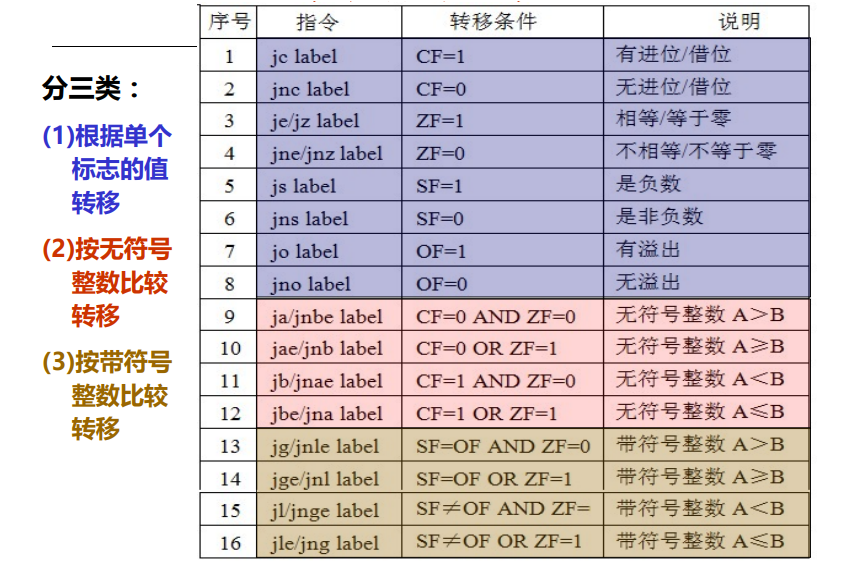 分三类：
(1)根据单个
标志的值
转移
(2)按无符号
整数比较
转移
(3)按带符号
整数比较
转移
序号 指令 转移条件 说明
1 jc label CF=1 有进位/借位
2 jnc label CF=0 无进位/借位
3 je/jz label ZF=1 相等/等于零
4 jne/jnz label ZF=0 不相等/不等于零
5 js label SF=1 是负数
6 jns label SF=0 是非负数
7 jo label OF=1 有溢出
8 jno label OF=0 无溢出
9 ja/jnbe label CF=0 AND ZF=0 无符号整数 A＞B
10 jae/jnb label CF=0 OR ZF=1 无符号整数 A≥B
11 jb/jnae label CF=1 AND ZF=0 无符号整数 A＜B
12 jbe/jna label CF=1 OR ZF=1 无符号整数 A≤B
13 jg/jnle label SF=OF AND ZF=0 带符号整数 A＞B
14 jge/jnl label SF=OF OR ZF=1 带符号整数 A≥B
15 jl/jnge label SF≠OF AND ZF= 带符号整数 A＜B
16 jle/jng label SF≠OF OR ZF=1 带符号整数 A≤B